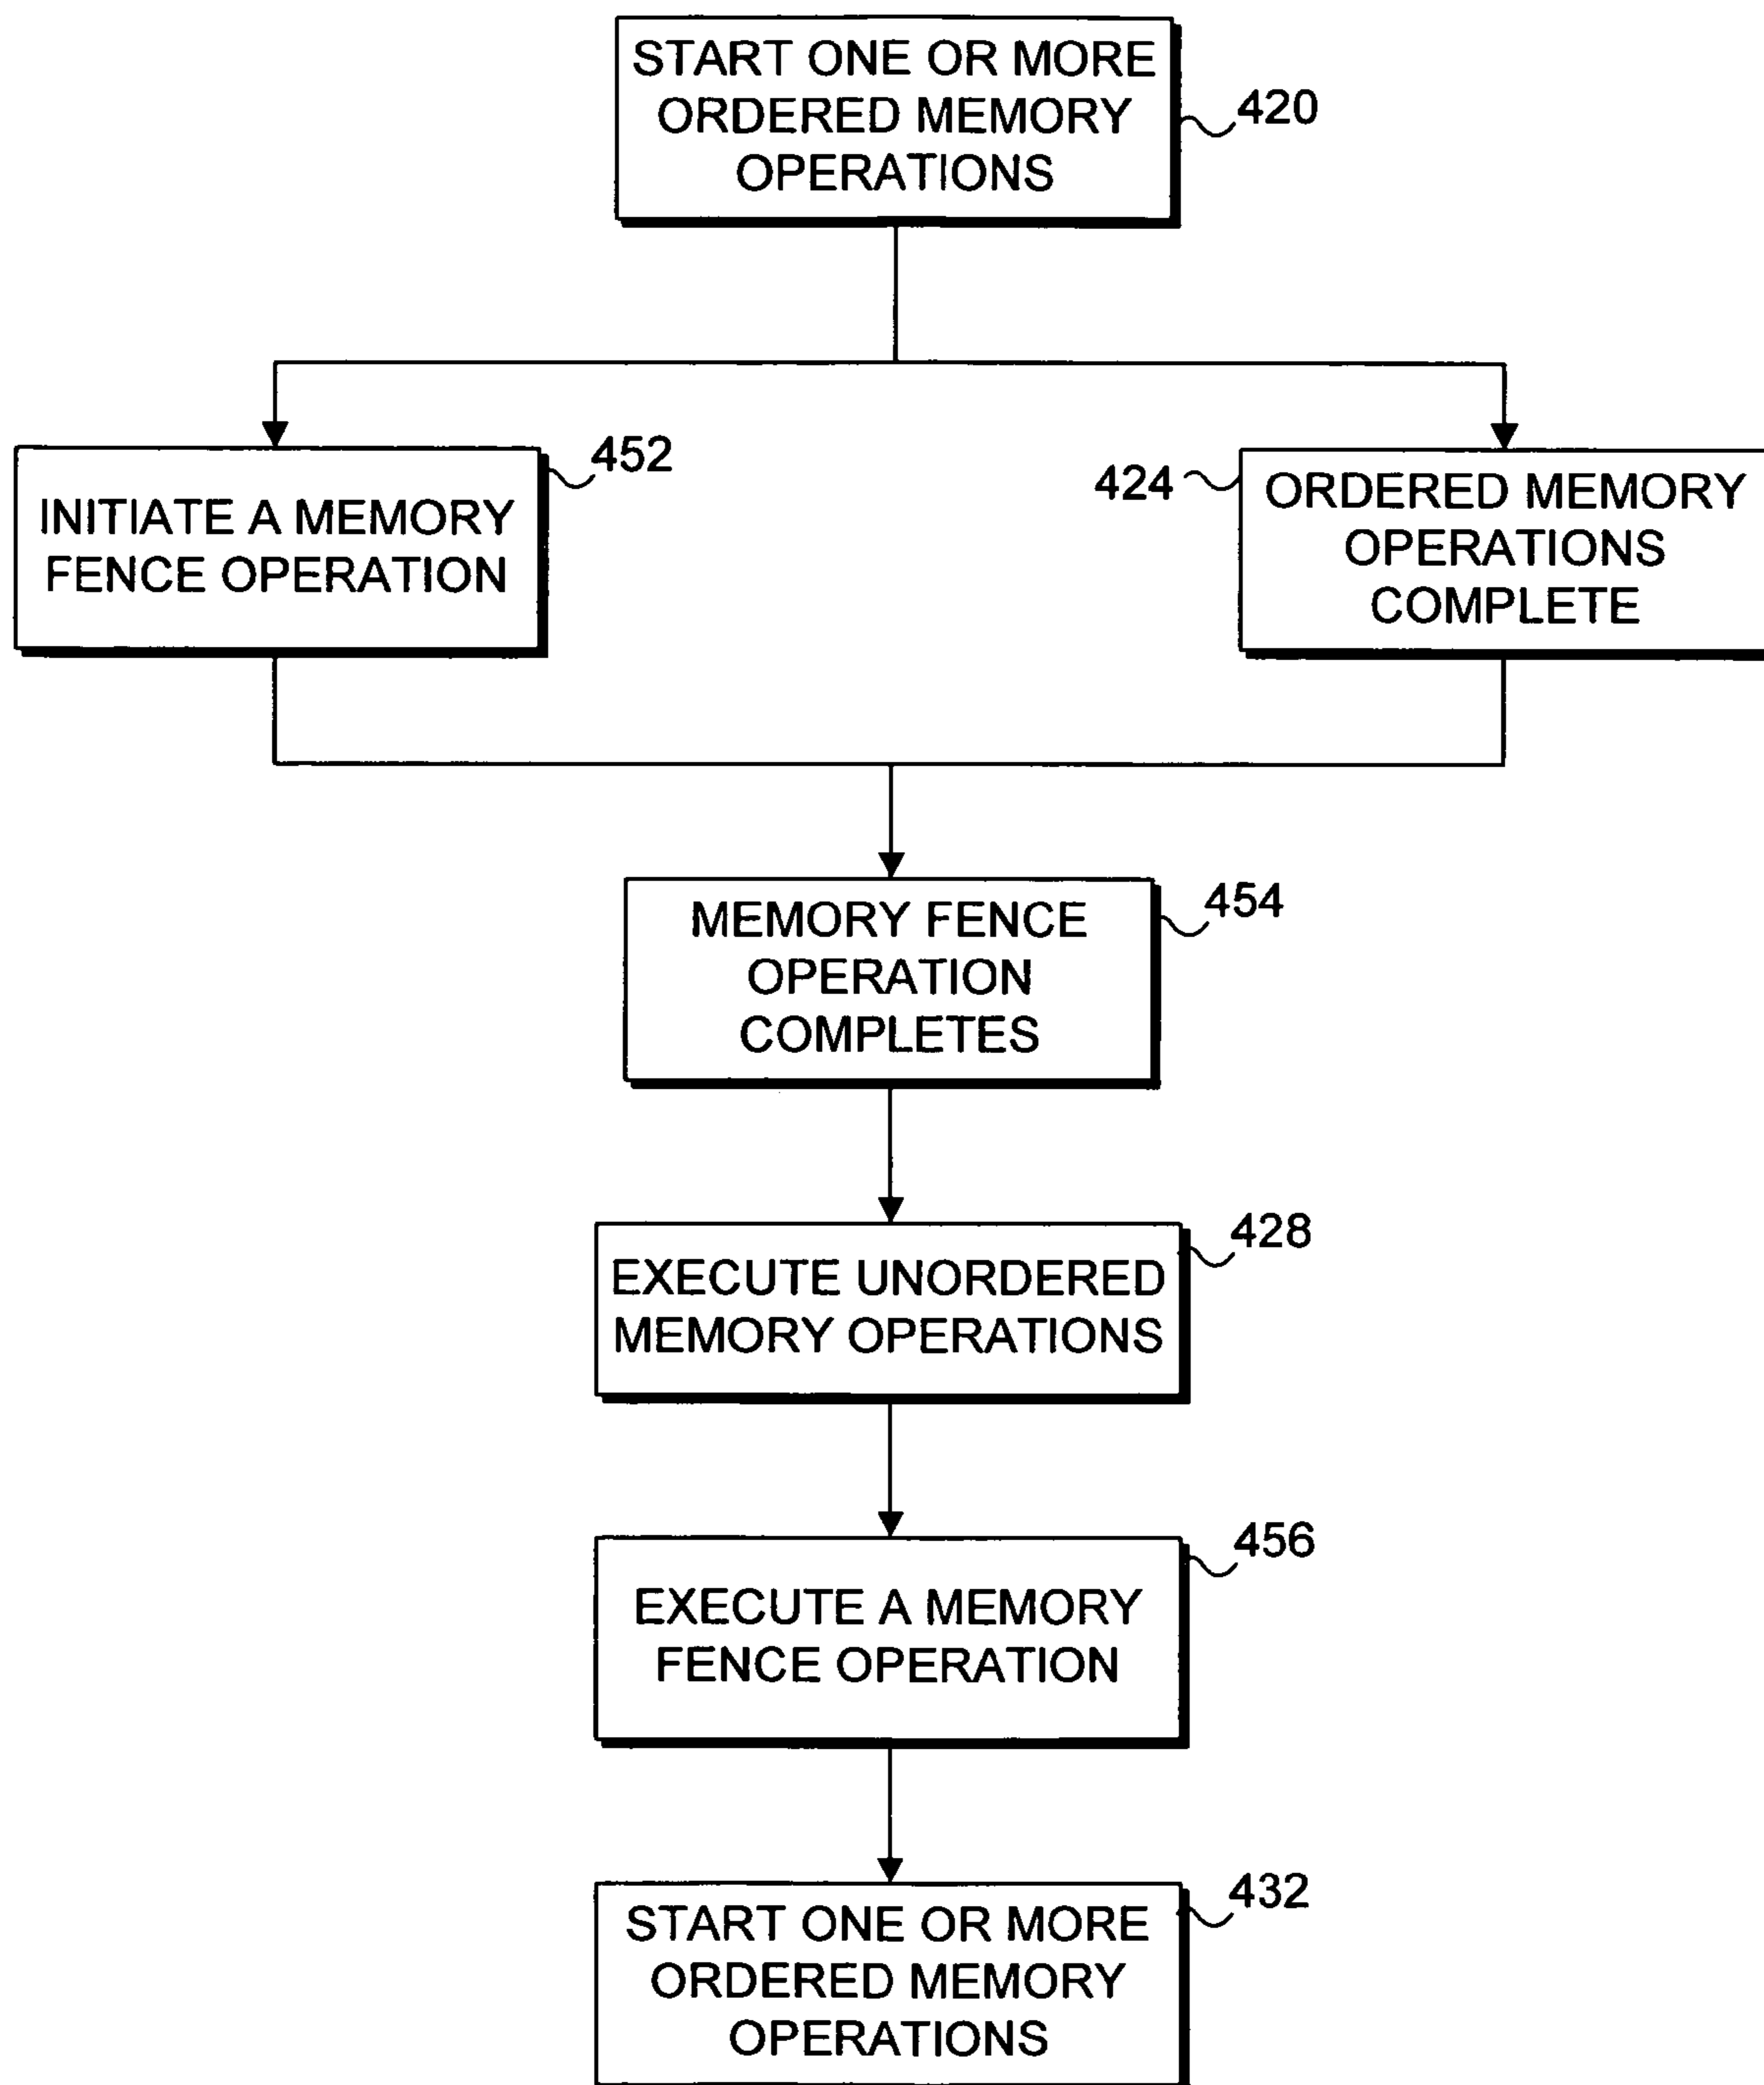 START ONE OR MORE
ORDERED MEMORY
OPERATIONS
420
452
INITIATE A MEMORY
FENCE OPERATION
424
ORDERED MEMORY
OPERATIONS
COMPLETE
454
MEMORY FENCE
OPERATION
COMPLETES
428
EXECUTE UNORDERED
MEMORY OPERATIONS
456
EXECUTE A MEMORY
FENCE OPERATION
432
START ONE OR MORE
ORDERED MEMORY
OPERATIONS